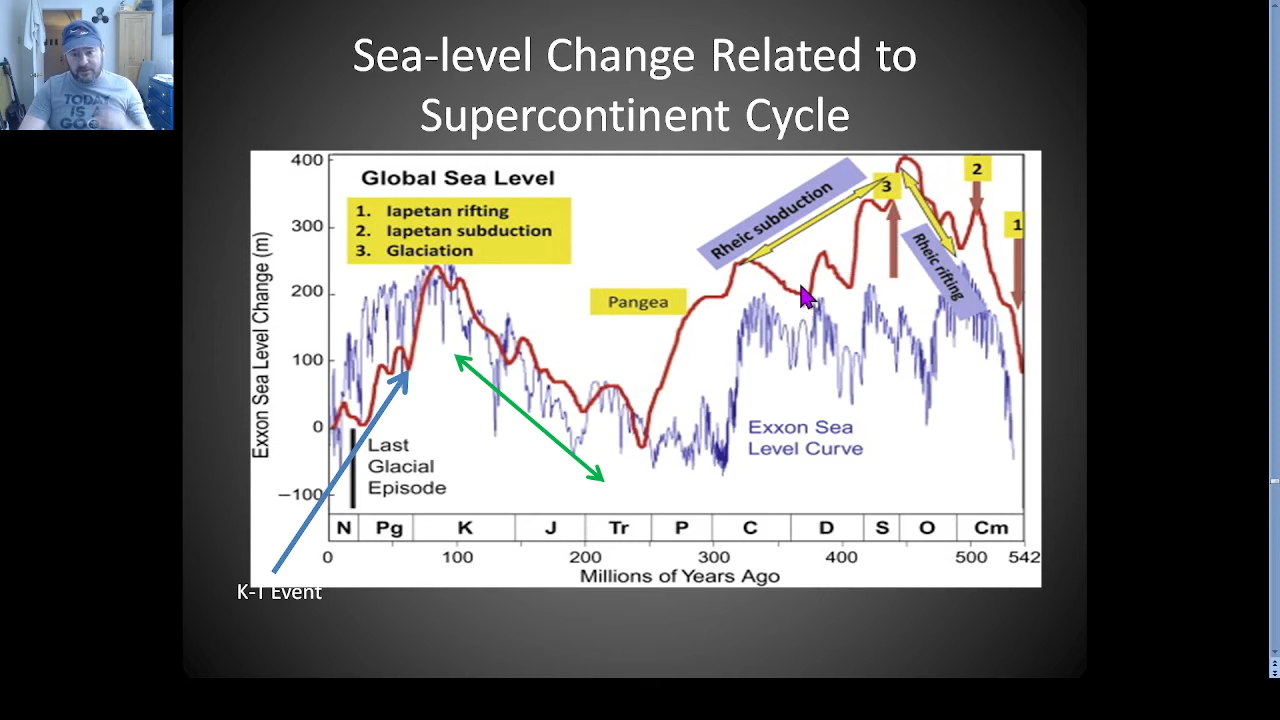 Sea-level Change Related to
Supercontinent Cycle
TODAY
IS A
GOOD
Global Sea Level
1. Iapetan rifting
2. Iapetan subduction
3. Glaciation
Pangea
Rheic subduction
3
2
1
Rheic rifting
Exxon Sea
Level Curve
Last
Glacial
Episode
Exxon Sea Level Change (m)
400
300
200
100
0
−100
N Pg K J Tr P C D S O Cm
0 100 200 300 400 500 542
Millions of Years Ago
K-T Event